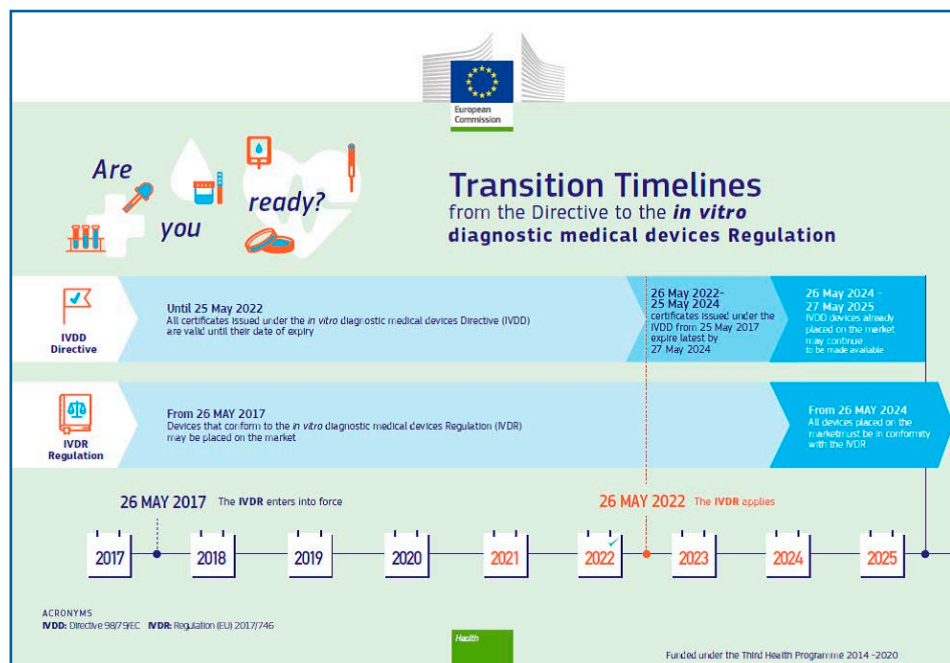 European
Commission
Are
you
ready?
Transition Timelines
from the Directive to the in vitro
diagnostic medical devices Regulation
IVDD
Directive
Until 25 May 2022
All certificates issued under the in vitro diagnostic medical devices Directive (IVDD)
are valid until their date of expiry
26 May 2022-
25 May 2024
certificates issued under the
IVDD from 25 May 2017
expire latest by
27 May 2024
26 May 2024 -
27 May 2025
IVDD devices already
placed on the market
may continue
to be made available
IVDR
Regulation
From 26 MAY 2017
Devices that conform to the in vitro diagnostic medical devices Regulation (IVDR)
may be placed on the market
From 26 MAY 2024
All devices placed on the
marketmust be in conformity
with the IVDR
26 MAY 2017 The IVDR enters into force
26 MAY 2022 The IVDR applies
2017 2018 2019 2020 2021 2022 2023 2024 2025
ACRONYMS
IVDD: Directive 98/79/EC IVDR: Regulation (EU) 2017/746
Health
Funded under the Third Health Programme 2014 -2020